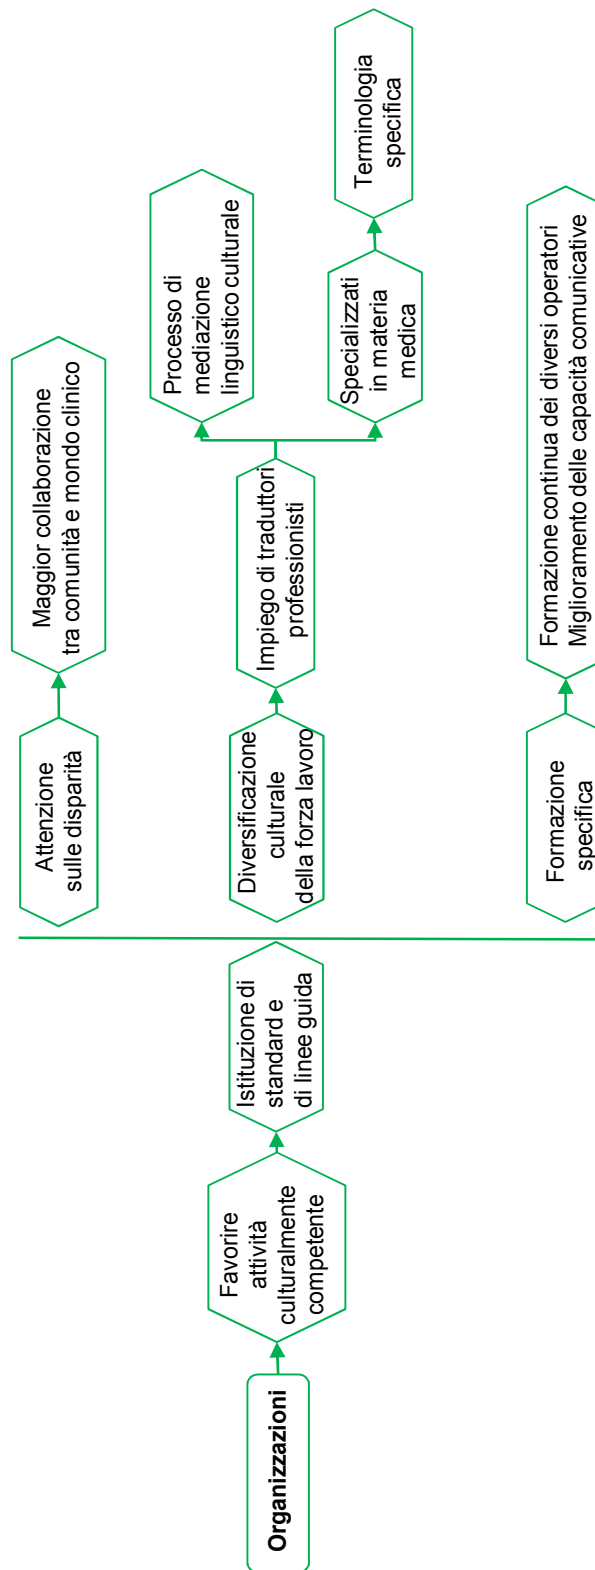 Organizzazioni
Favorire
attività
culturalmente
competente
Istituzione di
standard e
di linee guida
Attenzione
sulle disparità
Maggior collaborazione
tra comunità e mondo clinico
Diversificazione
culturale
della forza lavoro
Impiego di traduttori
professionisti
Processo di
mediazione
linguistico culturale
Specializzati
in materia
medica
Terminologia
specifica
Formazione
specifica
Formazione continua dei diversi operatori
Miglioramento delle capacità comunicative